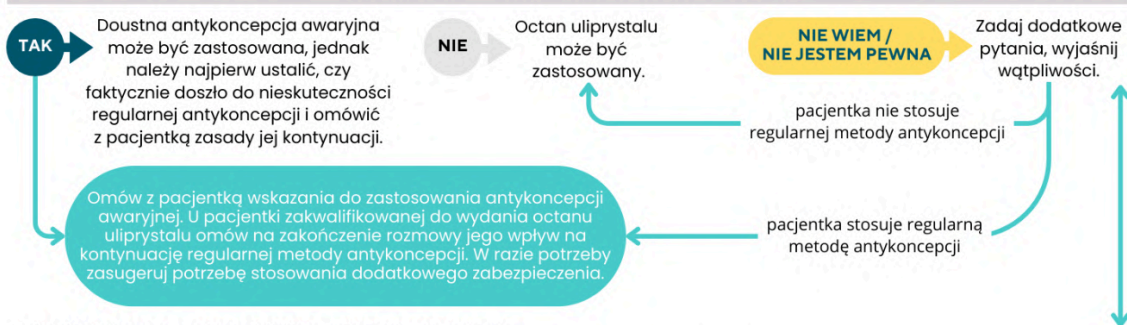 TAK
Doustna antykoncepcja awaryjna
może być zastosowana, jednak
należy najpierw ustalić, czy
faktycznie doszło do nieskuteczności
regularnej antykoncepcji i omówić
z pacjentką zasady jej kontynuacji.
NIE
Octan uliprystalu
może być
zastosowany.
NIE WIEM /
NIE JESTEM PEWNA
Zadaj dodatkowe
pytania, wyjaśnij
wątpliwości.
pacjentka nie stosuje
regularnej metody antykoncepcji
Omów z pacjentką wskazania do zastosowania antykoncepcji
awaryjnej. U pacjentki zakwalifikowanej do wydania octanu
uliprystalu omów na zakończenie rozmowy jego wpływ na
kontynuację regularnej metody antykoncepcji. W razie potrzeby
zasugeruj potrzebę stosowania dodatkowego zabezpieczenia.
pacjentka stosuje regularną
metodę antykoncepcji